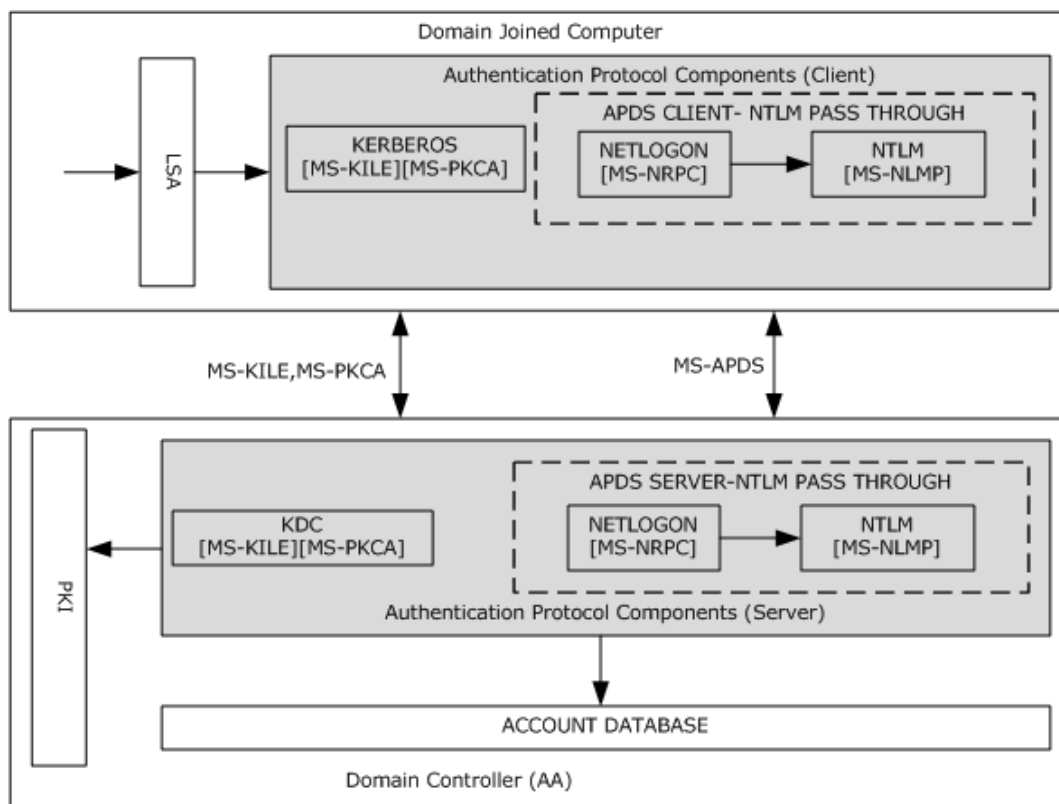 Domain Joined Computer
LSA
Authentication Protocol Components (Client)
KERBEROS
[MS-KILE][MS-PKCA]
APDS CLIENT- NTLM PASS THROUGH
NETLOGON
[MS-NRPC]
NTLM
[MS-NLMP]
MS-KILE,MS-PKCA
MS-APDS
PKI
KDC
[MS-KILE][MS-PKCA]
APDS SERVER-NTLM PASS THROUGH
NETLOGON
[MS-NRPC]
NTLM
[MS-NLMP]
Authentication Protocol Components (Server)
ACCOUNT DATABASE
Domain Controller (AA)